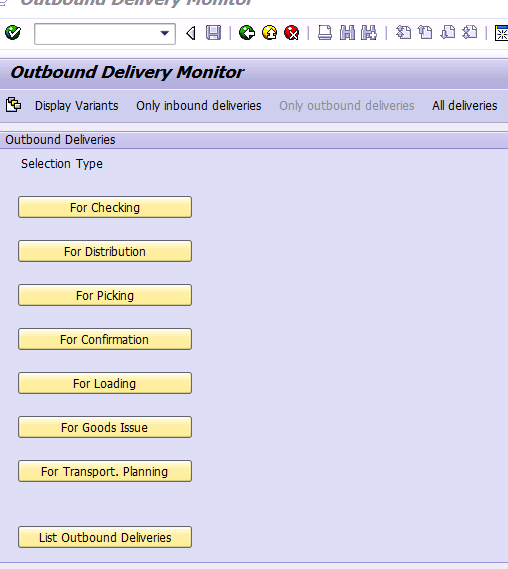 Outbound Delivery Monitor
Outbound Delivery Monitor
Display Variants Only inbound deliveries Only outbound deliveries All deliveries
Outbound Deliveries
Selection Type
For Checking
For Distribution
For Picking
For Confirmation
For Loading
For Goods Issue
For Transport. Planning
List Outbound Deliveries